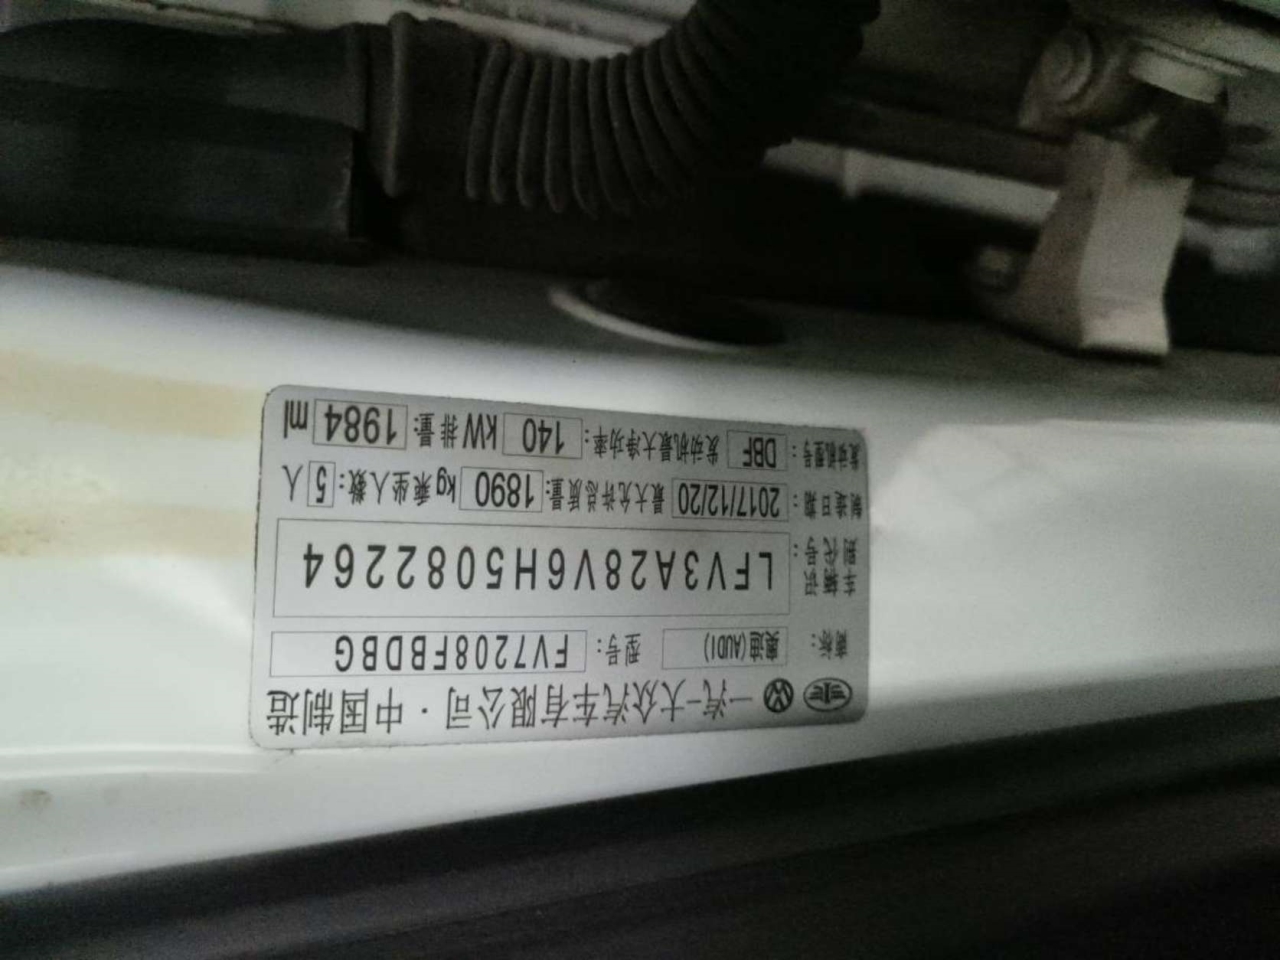 一汽-大众汽车有限公司·中国制造
商标: 奥迪(AUDI) 型号: FV7208FBDBG
车辆识别代号: LFV3A28V6H5082264
制造日期: 2017/12/20 最大允许总质量: 1890 kg 乘坐人数: 5 人
发动机型号: DBF 发动机最大净功率: 140 kW 排量: 1984 ml